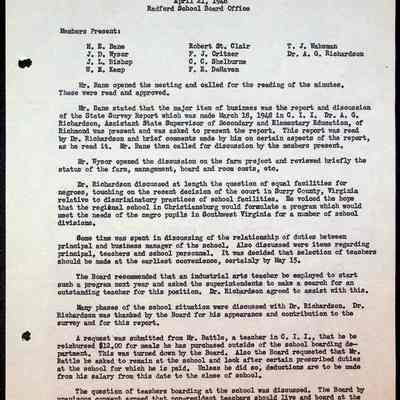 April 21, 1948
Radford School Board Office
Members Present:
H. E. Bane Robert St. Clair T. J. Wakeman
J. D. Wysor F. J. Critzer Dr. A. G. Richardson
J. L. Bishop C. C. Shelburne
W. E. Kemp F. E. DeHaven
Mr. Bane opened the meeting and called for the reading of the minutes.
These were read and approved.
Mr. Bane stated that the major item of business was the report and discussion
of the State Survey Report which was made March 18, 1948 in C. I. I. Dr. A. G.
Richardson, Assistant State Supervisor of Secondary and Elementary Education, of
Richmond was present and was asked to present the report. This report was read
by Dr. Richardson and brief comments made by his on certain aspects of the report,
as he read it. Mr. Bane then called for discussion by the members present.
Mr. Wysor opened the discussion on the farm project and reviewed briefly the
status of the farm, management, board and room costs, etc.
Dr. Richardson discussed at length the question of equal facilities for
negroes, touching on the recent decision of the court in Surry County, Virginia
relative to discriminatory practices of school facilities. He voiced the hope
that the regional school in Christiansburg could formulate a program which would
meet the needs of the negro pupils in Southwest Virginia for a number of school
divisions.
Some time was spent in discussing of the relationship of duties between
principal and business manager of the school. Also discussed were items regarding
principal, teachers and school personnel. It was decided that selection of teachers
should be made at the earliest convenience, certainly by May 15.
The Board recommended that an industrial arts teacher be employed to start
such a program next year and asked the superintendents to make a search for an
outstanding teacher for this position. Dr. Richardson agreed to assist with this.
Many phases of the school situation were discussed with Dr. Richardson. Dr.
Richardson was thanked by the Board for his appearance and contribution to the
survey and for this report.
A request was submitted from Mr. Battle, a teacher in C. I. I., that he be
reimbursed $12.00 for meals he has purchased outside of the school boarding de-
partment. This was turned down by the Board. Also the Board requested that Mr.
Battle be asked to remain at the school and look after certain prescribed duties
at the school for which he is paid. Unless he did so, deductions are to be made
from his salary from this date to the close of school.
The question of teachers boarding at the school was discussed. The Board by
unanimous consent agreed that non-resident teachers should live and board at the